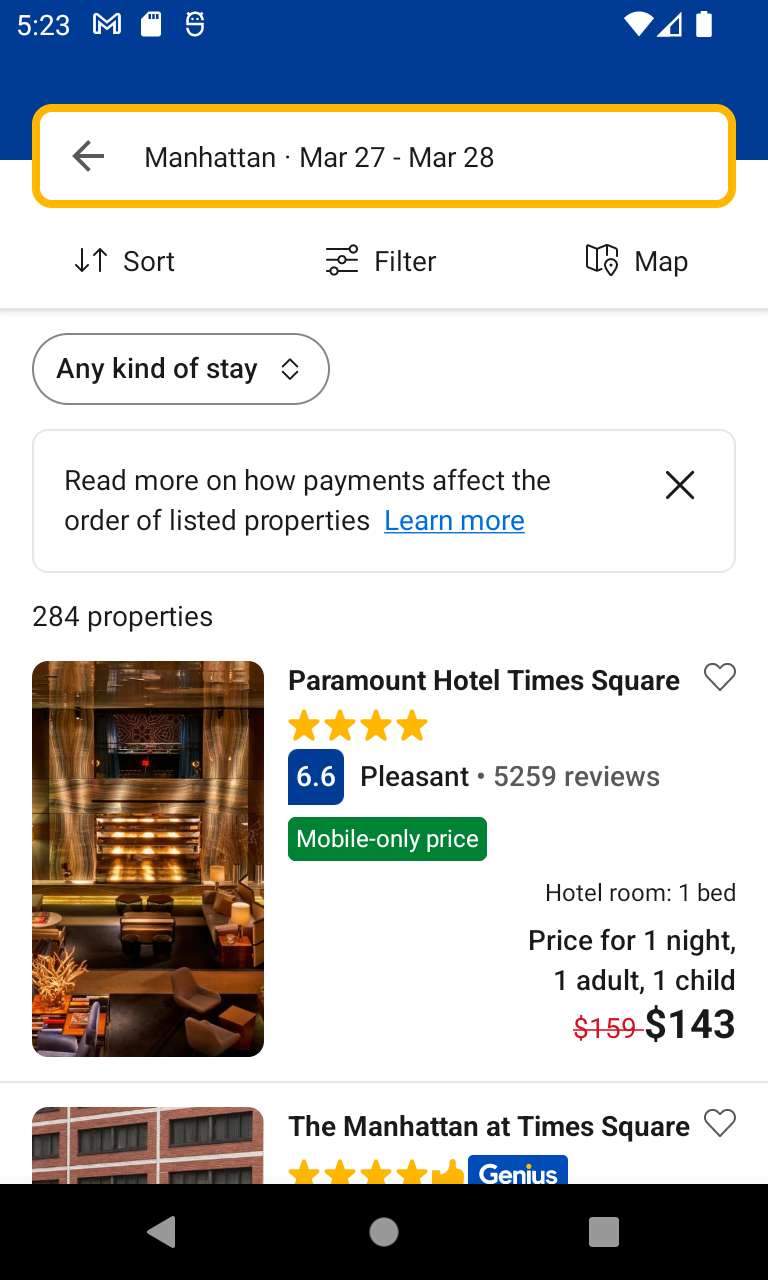 5:23
Manhattan · Mar 27 - Mar 28
Sort
Filter
Map
Any kind of stay
Read more on how payments affect the
order of listed properties Learn more
284 properties
Paramount Hotel Times Square
6.6 Pleasant • 5259 reviews
Mobile-only price
Hotel room: 1 bed
Price for 1 night,
1 adult, 1 child
$159 $143
The Manhattan at Times Square
Genius